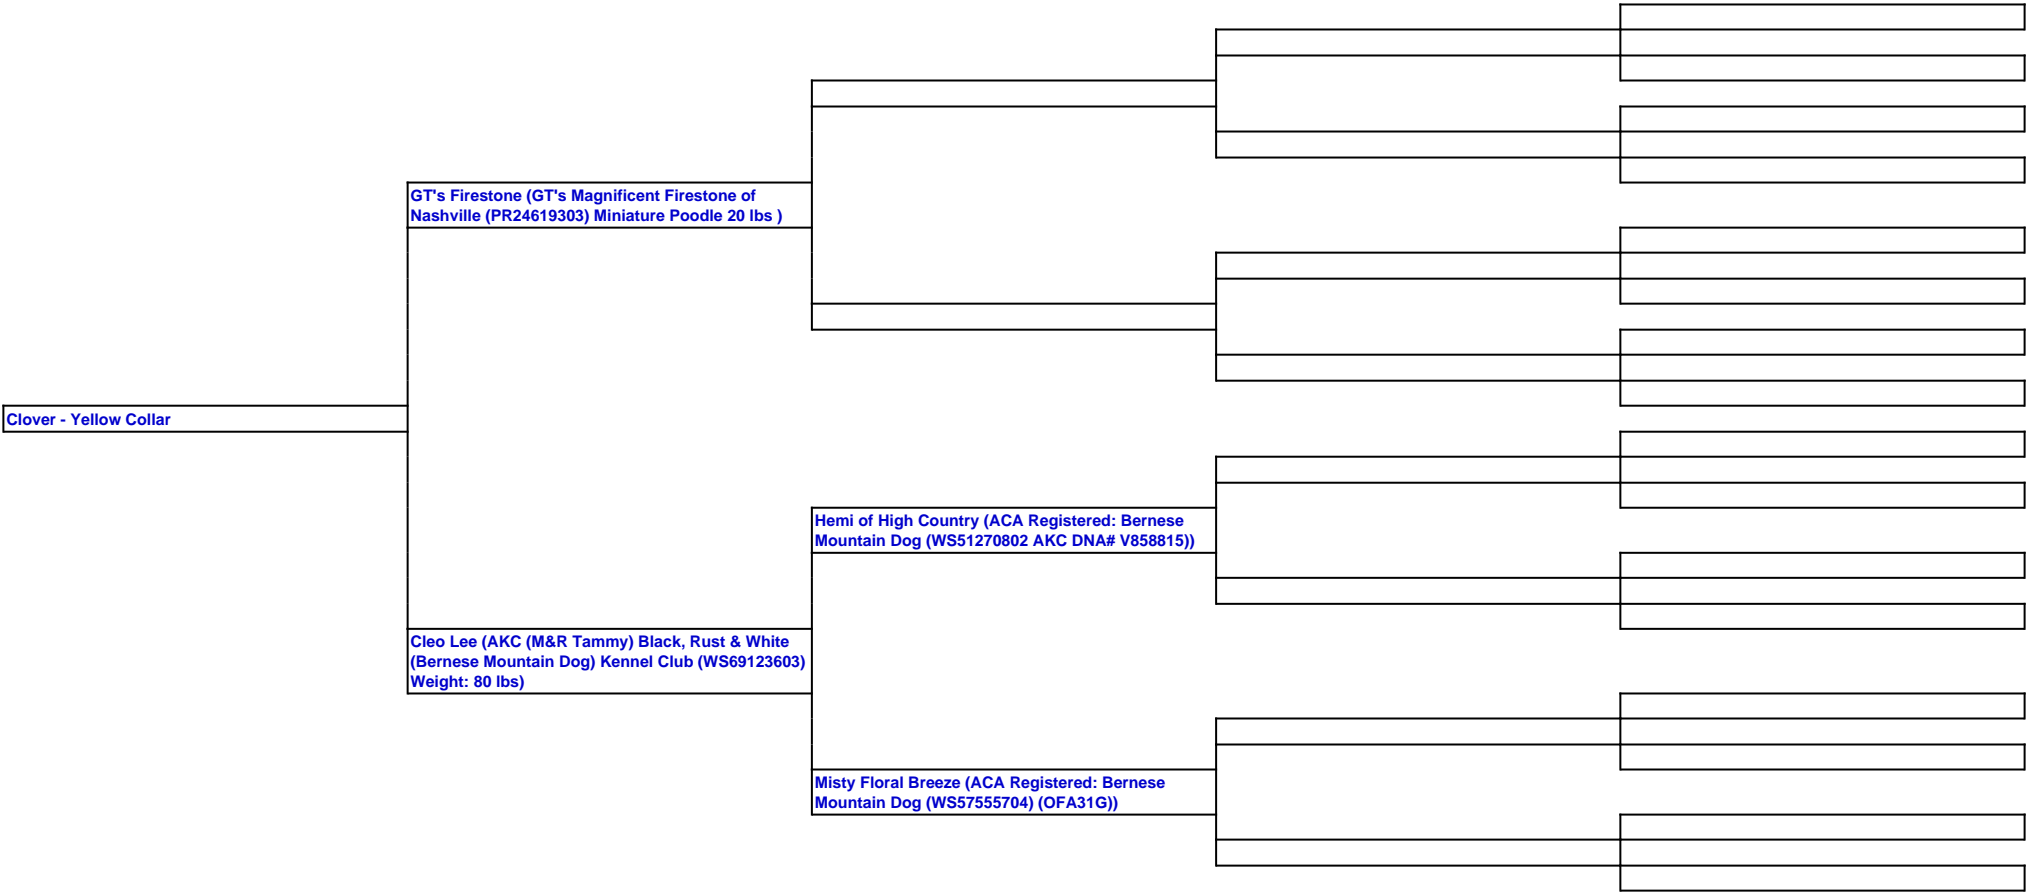 GT's Firestone (GT's Magnificent Firestone of
Nashville (PR24619303) Miniature Poodle 20 lbs )
Clover - Yellow Collar
Hemi of High Country (ACA Registered: Bernese
Mountain Dog (WS51270802 AKC DNA# V858815))
Cleo Lee (AKC (M&R Tammy) Black, Rust & White
(Bernese Mountain Dog) Kennel Club (WS69123603)
Weight: 80 lbs)
Misty Floral Breeze (ACA Registered: Bernese
Mountain Dog (WS57555704) (OFA31G))